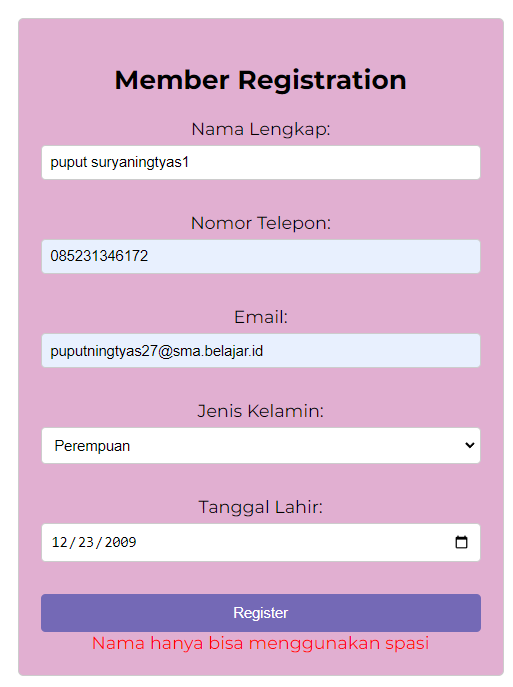 Member Registration
Nama Lengkap:
puput suryaningtyas1
Nomor Telepon:
085231346172
Email:
puputningtyas27@sma.belajar.id
Jenis Kelamin:
Perempuan
Tanggal Lahir:
12/23/2009
Register
Nama hanya bisa menggunakan spasi